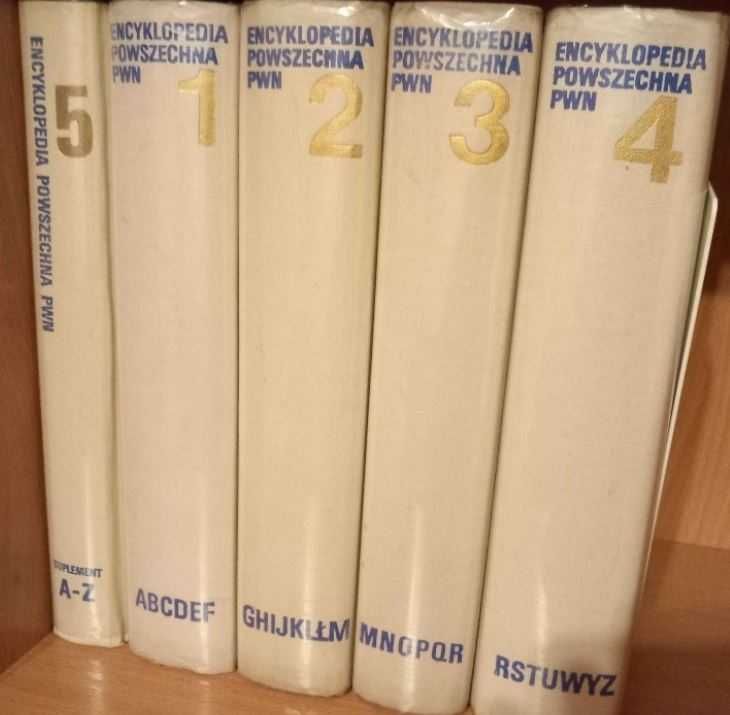 ENCYKLOPEDIA POWSZECHNA PWN
5
SUPLEMENT
A-Z
ENCYKLOPEDIA
POWSZECHNA
PWN
1
ABCDEF
ENCYKLOPEDIA
POWSZECHNA
PWN
2
GHIJKLŁM
ENCYKLOPEDIA
POWSZECHNA
PWN
3
MNOPQR
ENCYKLOPEDIA
POWSZECHNA
PWN
4
RSTUWYZ